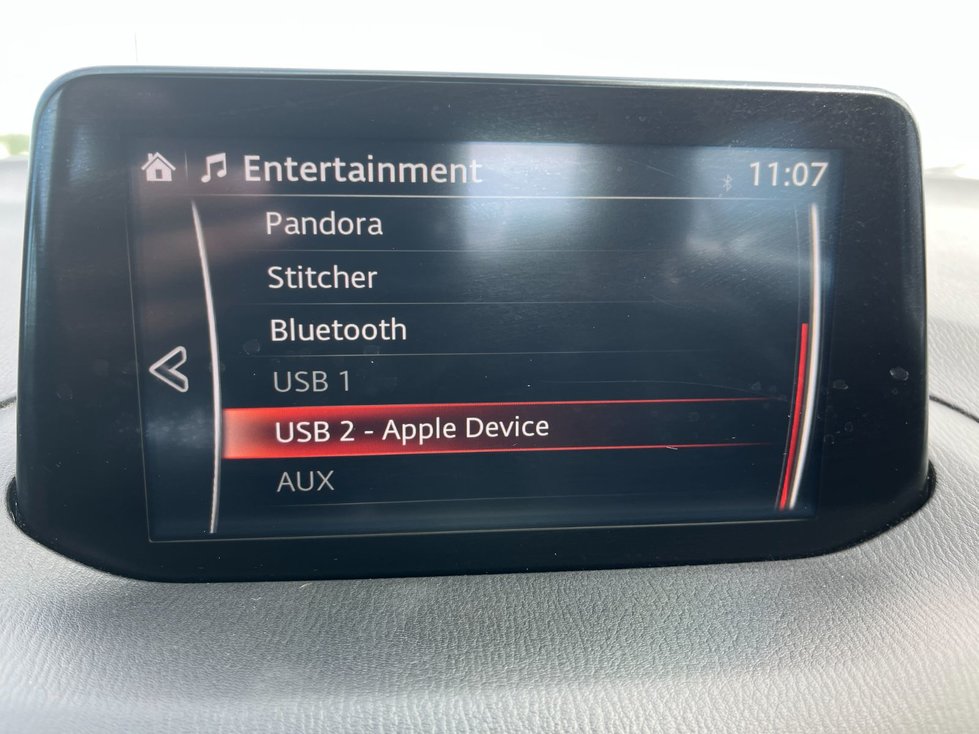 Entertainment 11:07
Pandora
Stitcher
Bluetooth
USB 1
USB 2 - Apple Device
AUX